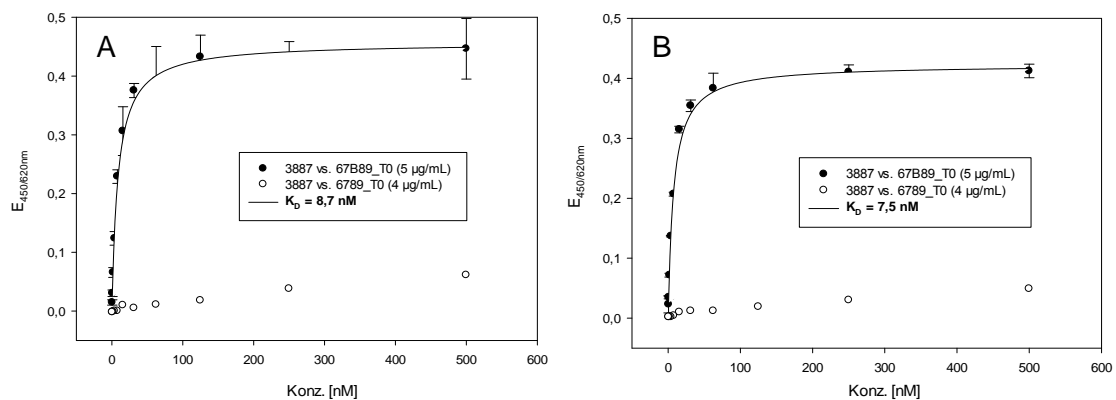 A
0,5
0,4
0,3
0,2
0,1
0,0
E450/620nm
3887 vs. 67B89_T0 (5 µg/mL)
3887 vs. 6789_T0 (4 µg/mL)
KD = 8,7 nM
0 100 200 300 400 500 600
Konz. [nM]
B
0,5
0,4
0,3
0,2
0,1
0,0
E450/620nm
3887 vs. 67B89_T0 (5 µg/mL)
3887 vs. 6789_T0 (4 µg/mL)
KD = 7,5 nM
0 100 200 300 400 500 600
Konz. [nM]